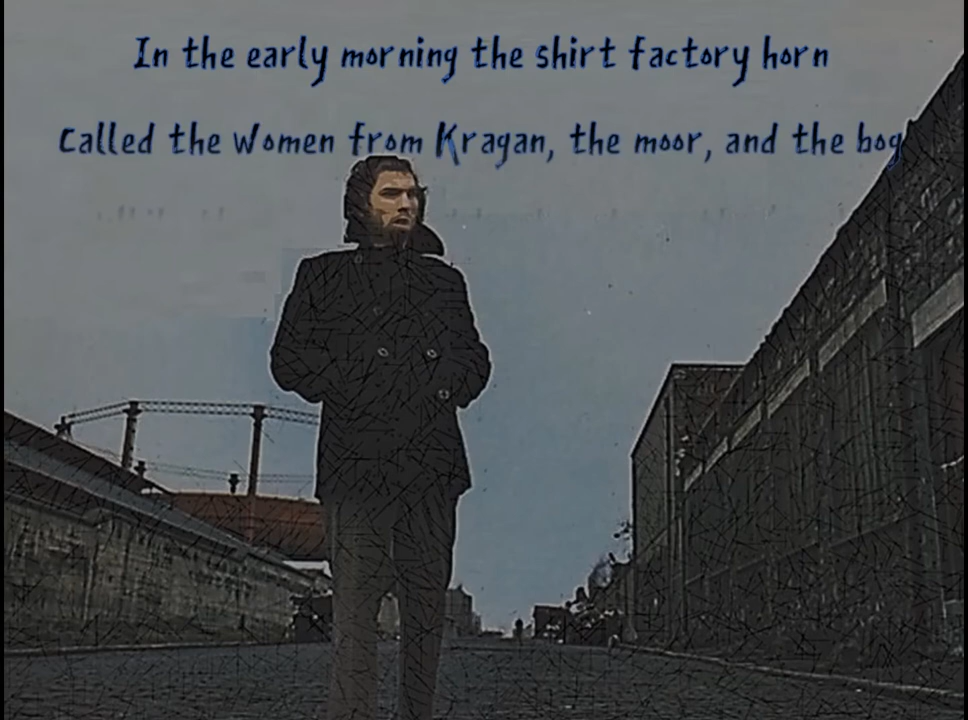 In the early morning the shirt factory horn
Called the women from Kragan, the moor, and the bog